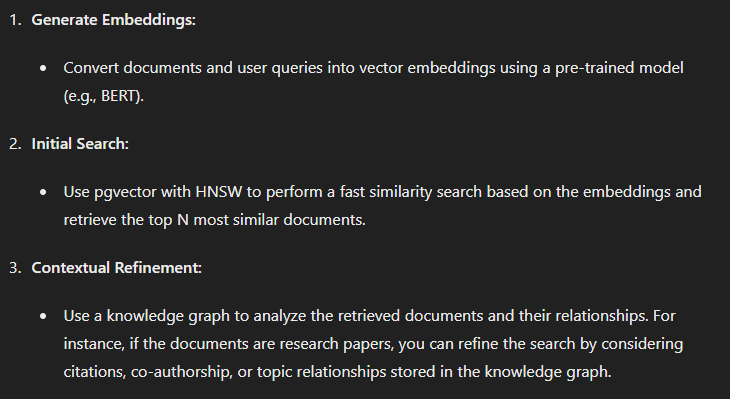 1. Generate Embeddings:
• Convert documents and user queries into vector embeddings using a pre-trained model
(e.g., BERT).
2. Initial Search:
• Use pgvector with HNSW to perform a fast similarity search based on the embeddings and
retrieve the top N most similar documents.
3. Contextual Refinement:
• Use a knowledge graph to analyze the retrieved documents and their relationships. For
instance, if the documents are research papers, you can refine the search by considering
citations, co-authorship, or topic relationships stored in the knowledge graph.